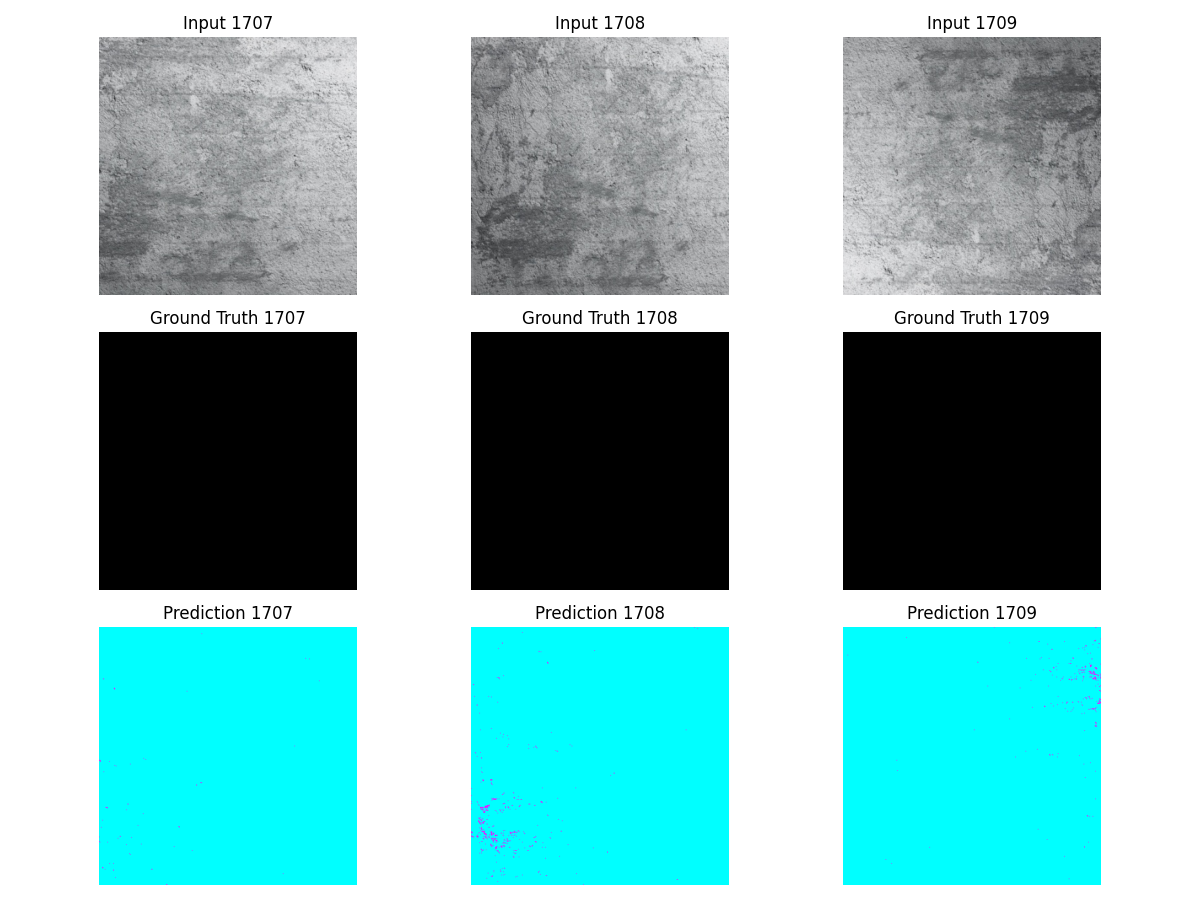 Input 1707
Input 1708
Input 1709
Ground Truth 1707
Ground Truth 1708
Ground Truth 1709
Prediction 1707
Prediction 1708
Prediction 1709